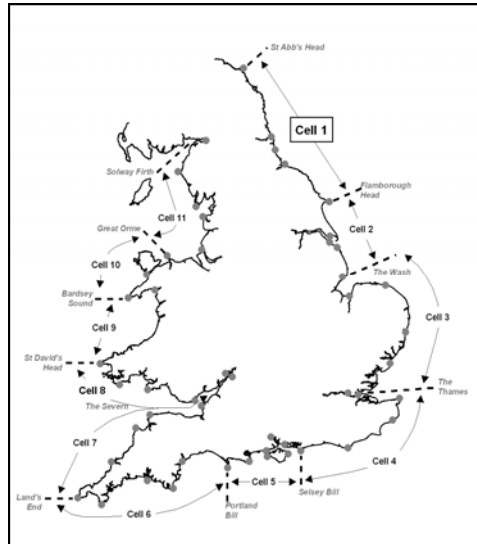 St Abb's Head
Cell 1
Solway Firth
Flamborough
Head
Cell 11
Great Orme
Cell 2
Cell 10
The Wash
Bardsey
Sound
Cell 9
Cell 3
St David's
Head
Cell 8
The
Thames
The Severn
Cell 7
Cell 4
Cell 5
Land's
End
Cell 6
Portland
Bill
Selsey Bill